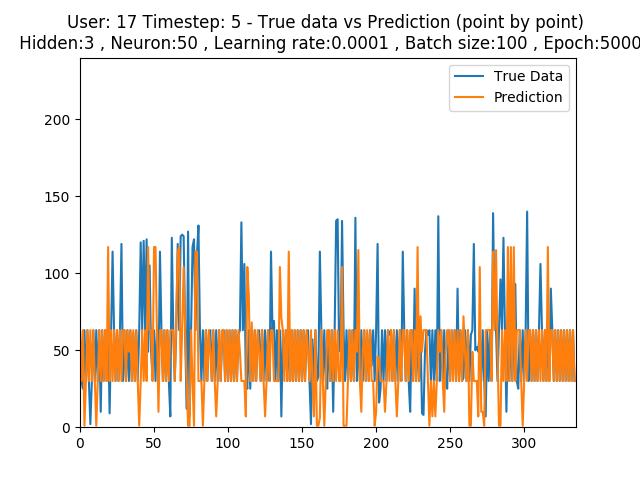 User: 17 Timestep: 5 - True data vs Prediction (point by point)
Hidden:3 , Neuron:50 , Learning rate:0.0001 , Batch size:100 , Epoch:5000
True Data
Prediction
200
150
100
50
0
0 50 100 150 200 250 300